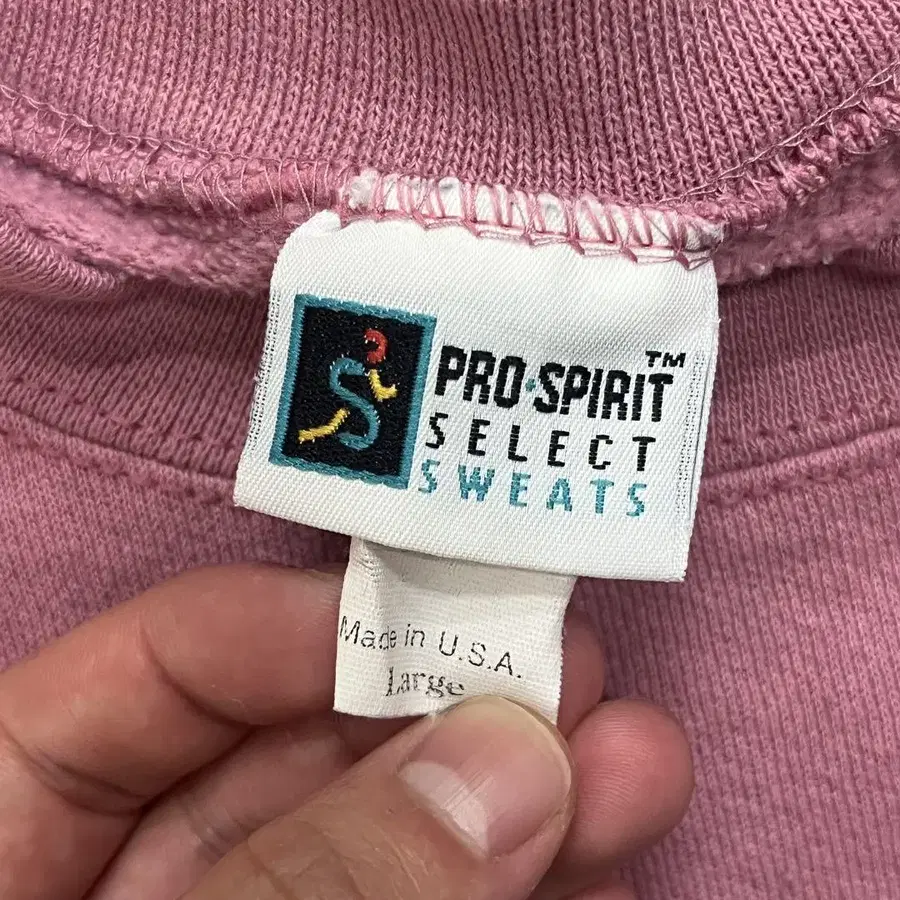 PRO·SPIRIT™
SELECT
SWEATS
Made in U.S.A.
Large